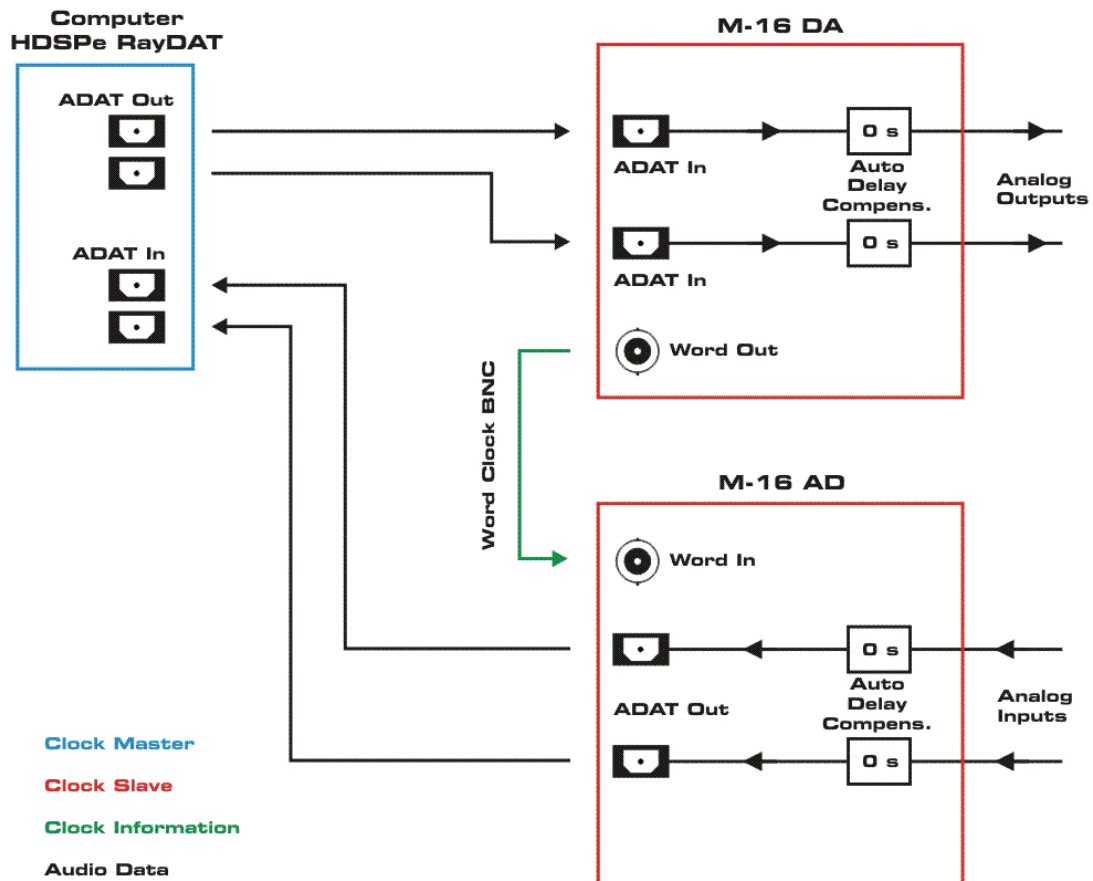 Computer
HDSPe RayDAT
ADAT Out
ADAT In
M-16 DA
ADAT In
0 s
Auto
Delay
Compens.
0 s
ADAT In
Analog
Outputs
Word Out
Word Clock BNC
M-16 AD
Word In
0 s
Auto
Delay
Compens.
0 s
ADAT Out
Analog
Inputs
Clock Master
Clock Slave
Clock Information
Audio Data